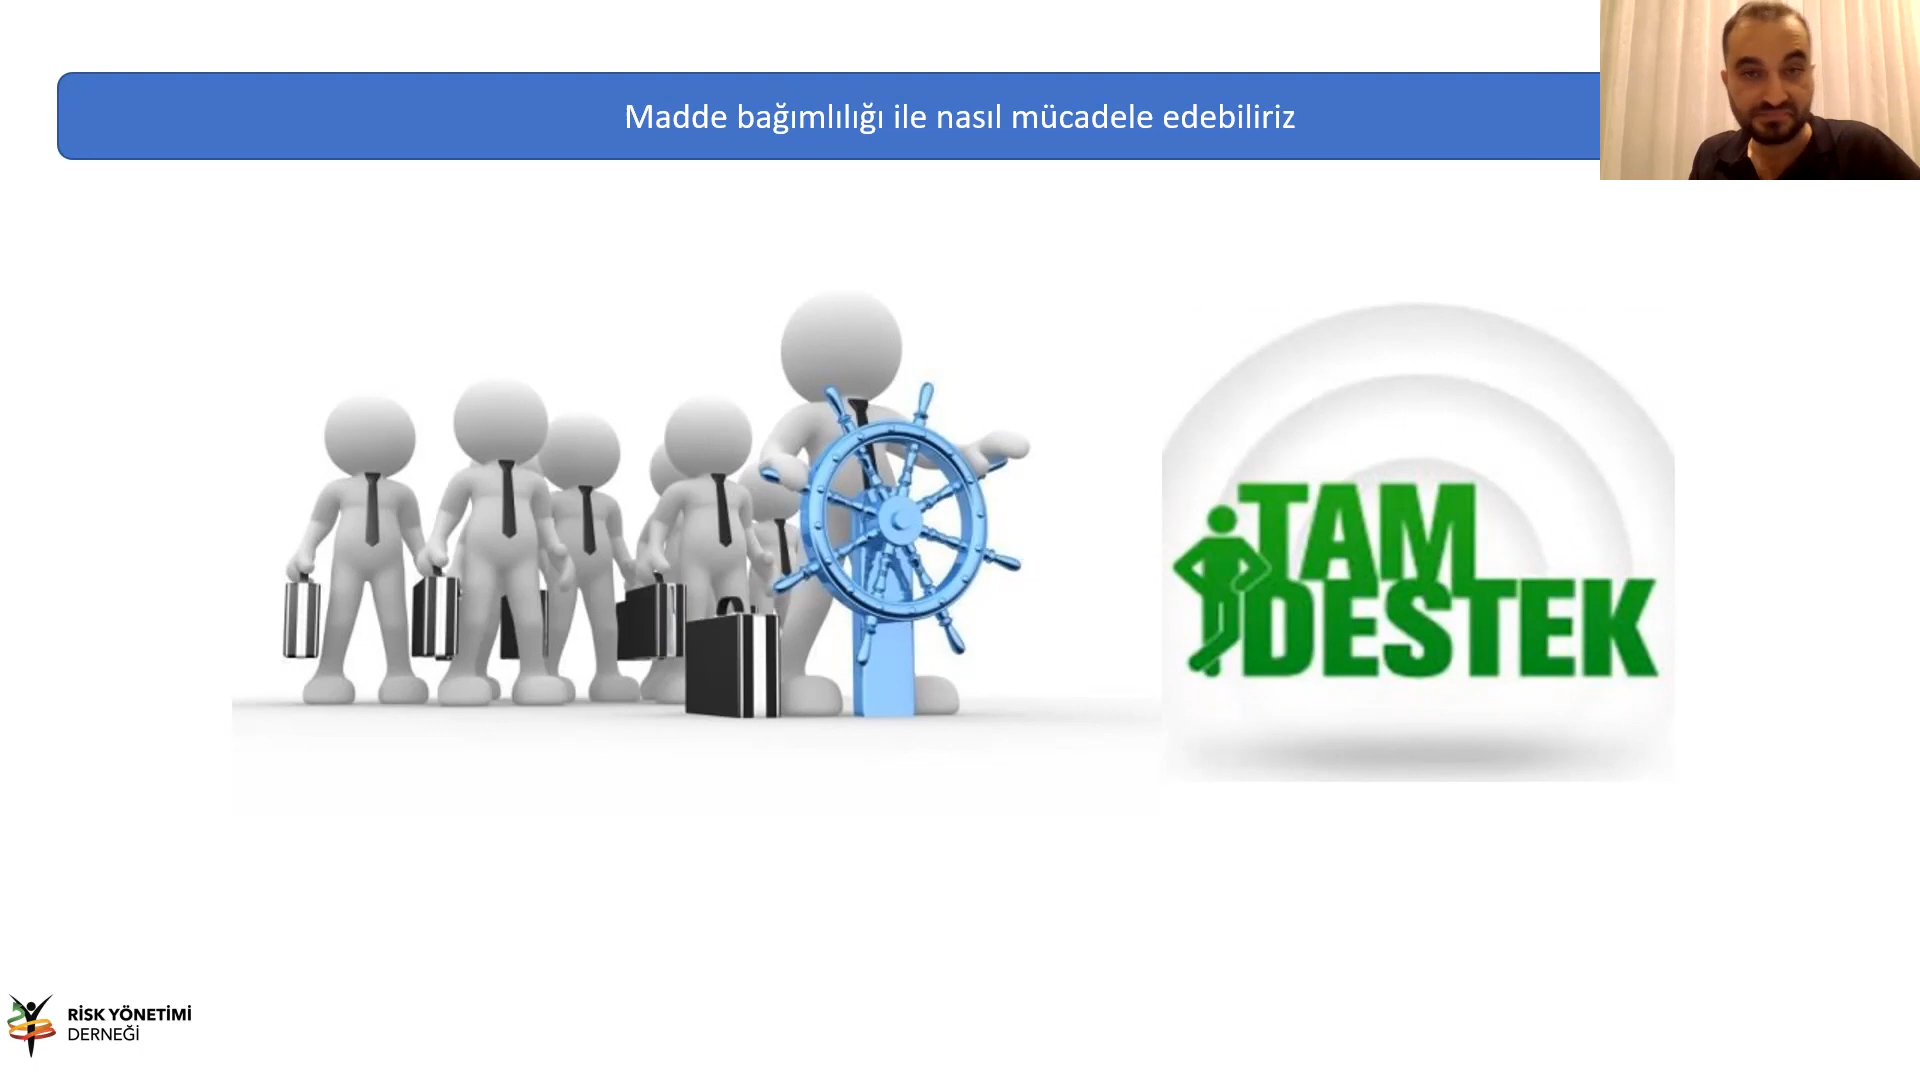 Madde bağımlılığı ile nasıl mücadele edebiliriz
TAM
DESTEK
RİSK YÖNETİMİ
DERNEĞİ